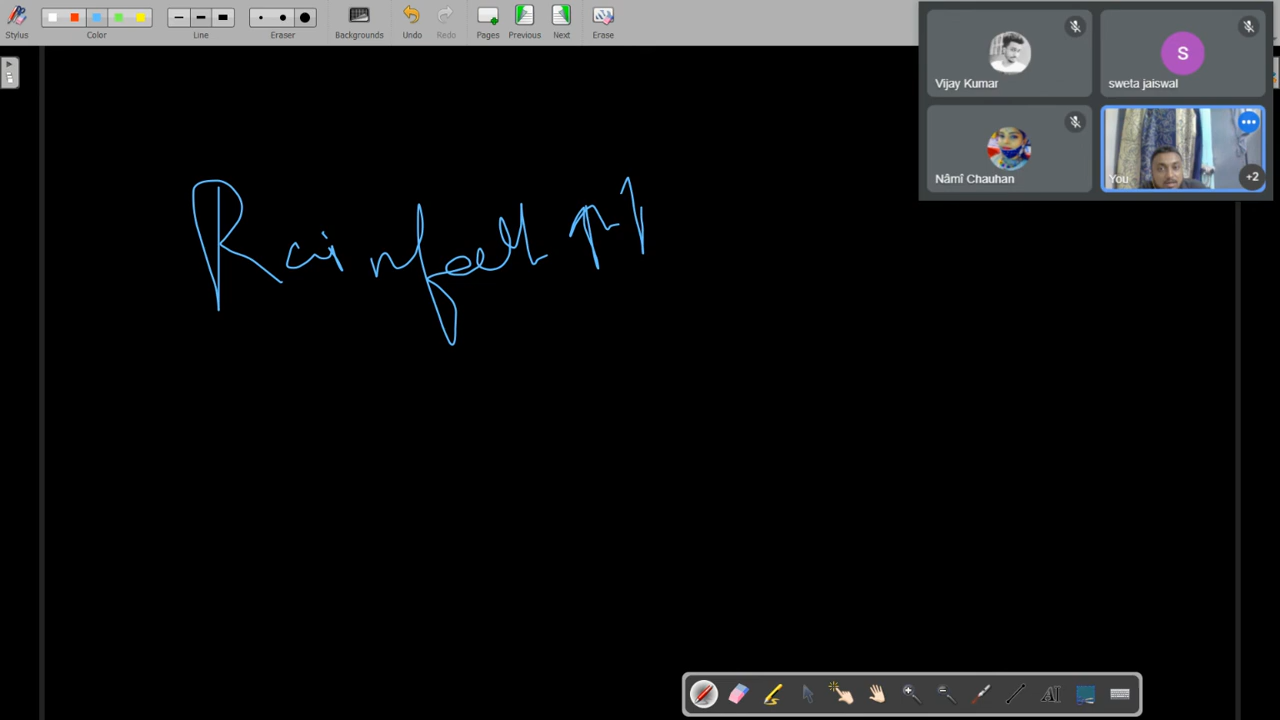 Stylus
Color
Line
Eraser
Backgrounds
Undo
Redo
Pages
Previous
Next
Erase
Vijay Kumar
S
sweta jaiswal
Nâmî Chauhan
You
+2
Rainfall